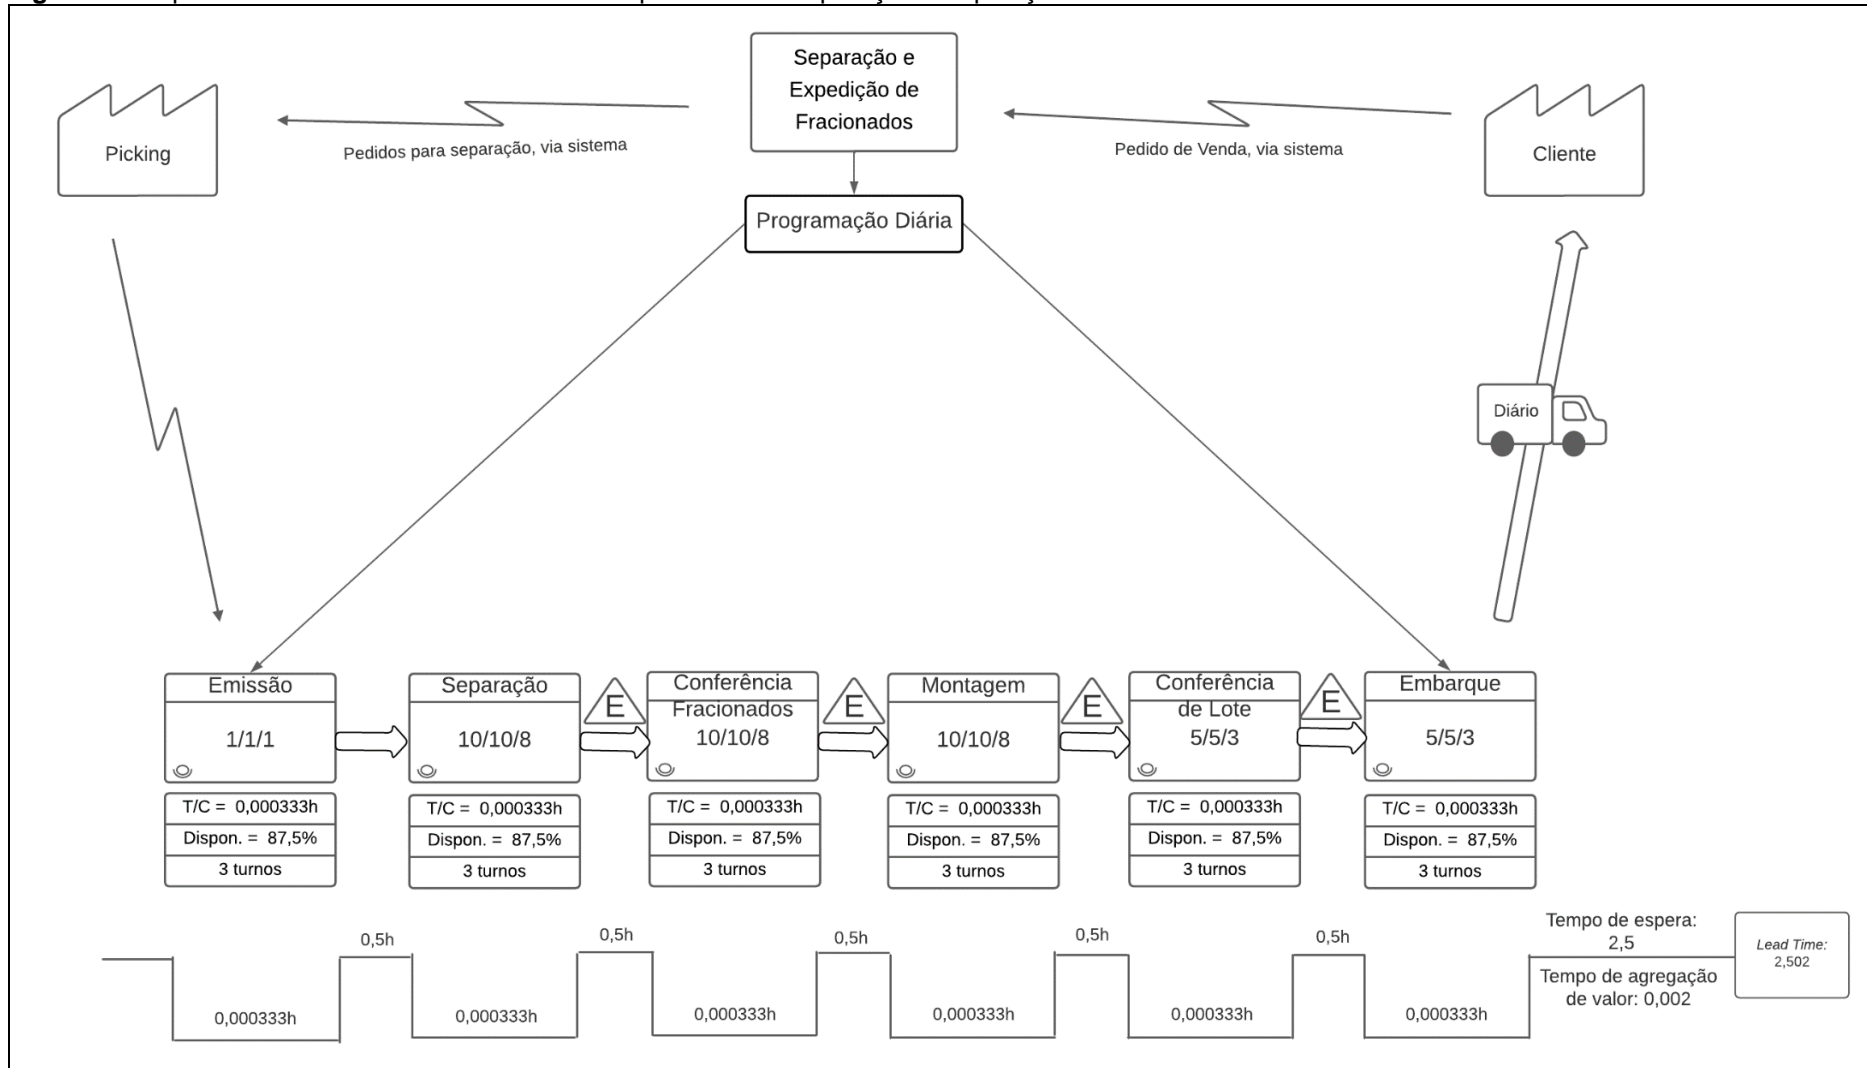 Separação e
Expedição de
Fracionados
Picking
Pedidos para separação, via sistema
Pedido de Venda, via sistema
Cliente
Programação Diária
Diário
Emissão
1/1/1
T/C = 0,000333h
Dispon. = 87,5%
3 turnos
Separação
10/10/8
T/C = 0,000333h
Dispon. = 87,5%
3 turnos
E
Conferência
Fracionados
10/10/8
T/C = 0,000333h
Dispon. = 87,5%
3 turnos
E
Montagem
10/10/8
T/C = 0,000333h
Dispon. = 87,5%
3 turnos
E
Conferência
de Lote
5/5/3
T/C = 0,000333h
Dispon. = 87,5%
3 turnos
E
Embarque
5/5/3
T/C = 0,000333h
Dispon. = 87,5%
3 turnos
0,000333h
0,5h
0,000333h
0,5h
0,000333h
0,5h
0,000333h
0,5h
0,000333h
0,5h
0,000333h
Tempo de espera:
2,5
Tempo de agregação
de valor: 0,002
Lead Time:
2,502